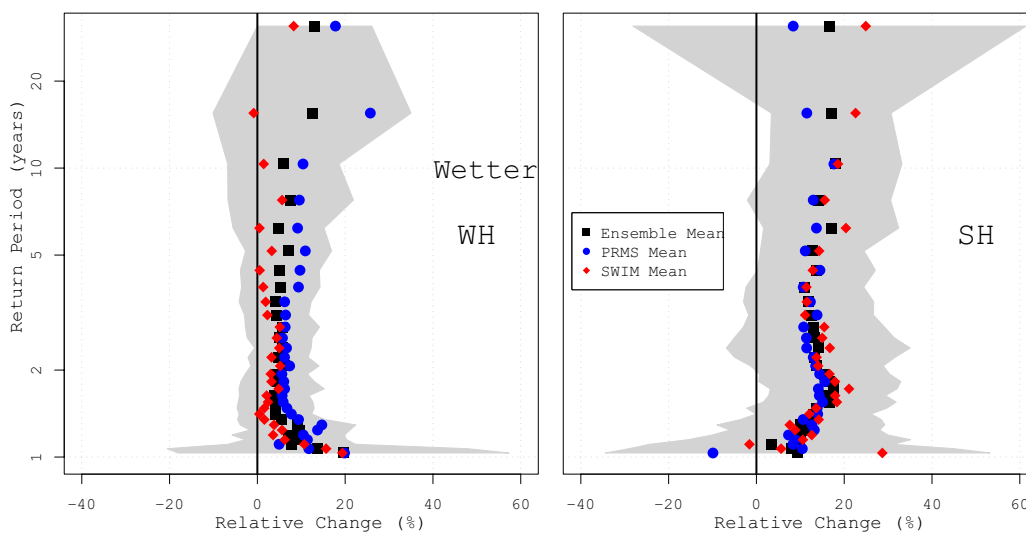 Return Period (years)
20
10
5
2
1
Wetter
WH
−40
−20
0
20
40
60
Relative Change (%)
Ensemble Mean
PRMS Mean
SWIM Mean
SH
−40
−20
0
20
40
60
Relative Change (%)